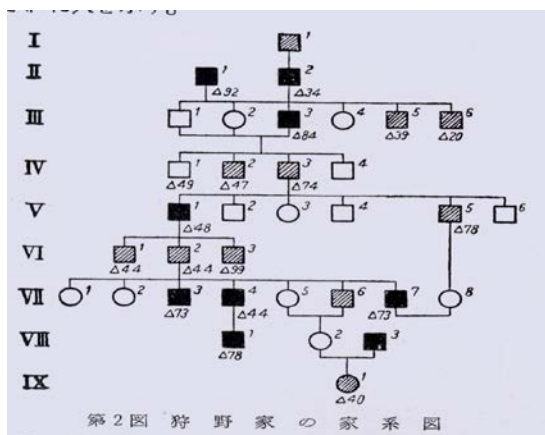 I 1
II 1 2
△92 △34
III 1 2 3 4 5 6
△84 △39 △20
IV 1 2 3 4
△49 △47 △74
V 1 2 3 4 5 6
△48 △78
VI 1 2 3
△44 △44 △99
VII 1 2 3 4 5 6 7 8
△73 △44 △73
VIII 1 2 3
△78
IX 1
△40
第2図 狩野家の家系図